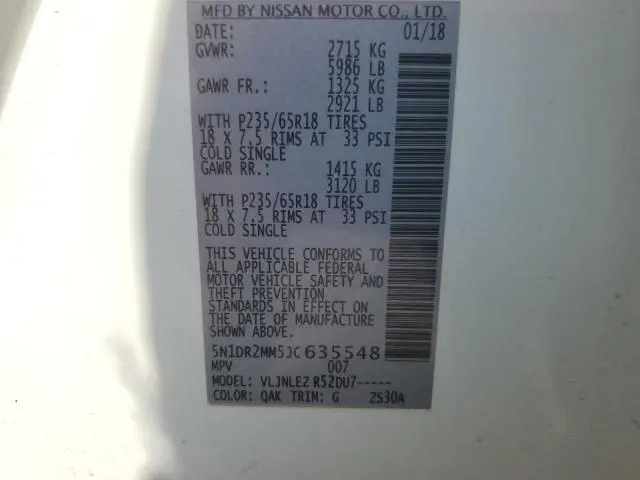 MFD BY NISSAN MOTOR CO., LTD.
DATE: 01/18
GVWR: 2715 KG
5986 LB
GAWR FR.: 1325 KG
2921 LB
WITH P235/65R18 TIRES
18 X 7.5 RIMS AT 33 PSI
COLD SINGLE
GAWR RR.: 1415 KG
3120 LB
WITH P235/65R18 TIRES
18 X 7.5 RIMS AT 33 PSI
COLD SINGLE
THIS VEHICLE CONFORMS TO
ALL APPLICABLE FEDERAL
MOTOR VEHICLE SAFETY AND
THEFT PREVENTION
STANDARDS IN EFFECT ON
THE DATE OF MANUFACTURE
SHOWN ABOVE.
5N1DR2MM5JC635548
MPV 007
MODEL: VLJNLEZ R52DU7-----
COLOR: QAK TRIM: G ZS30A